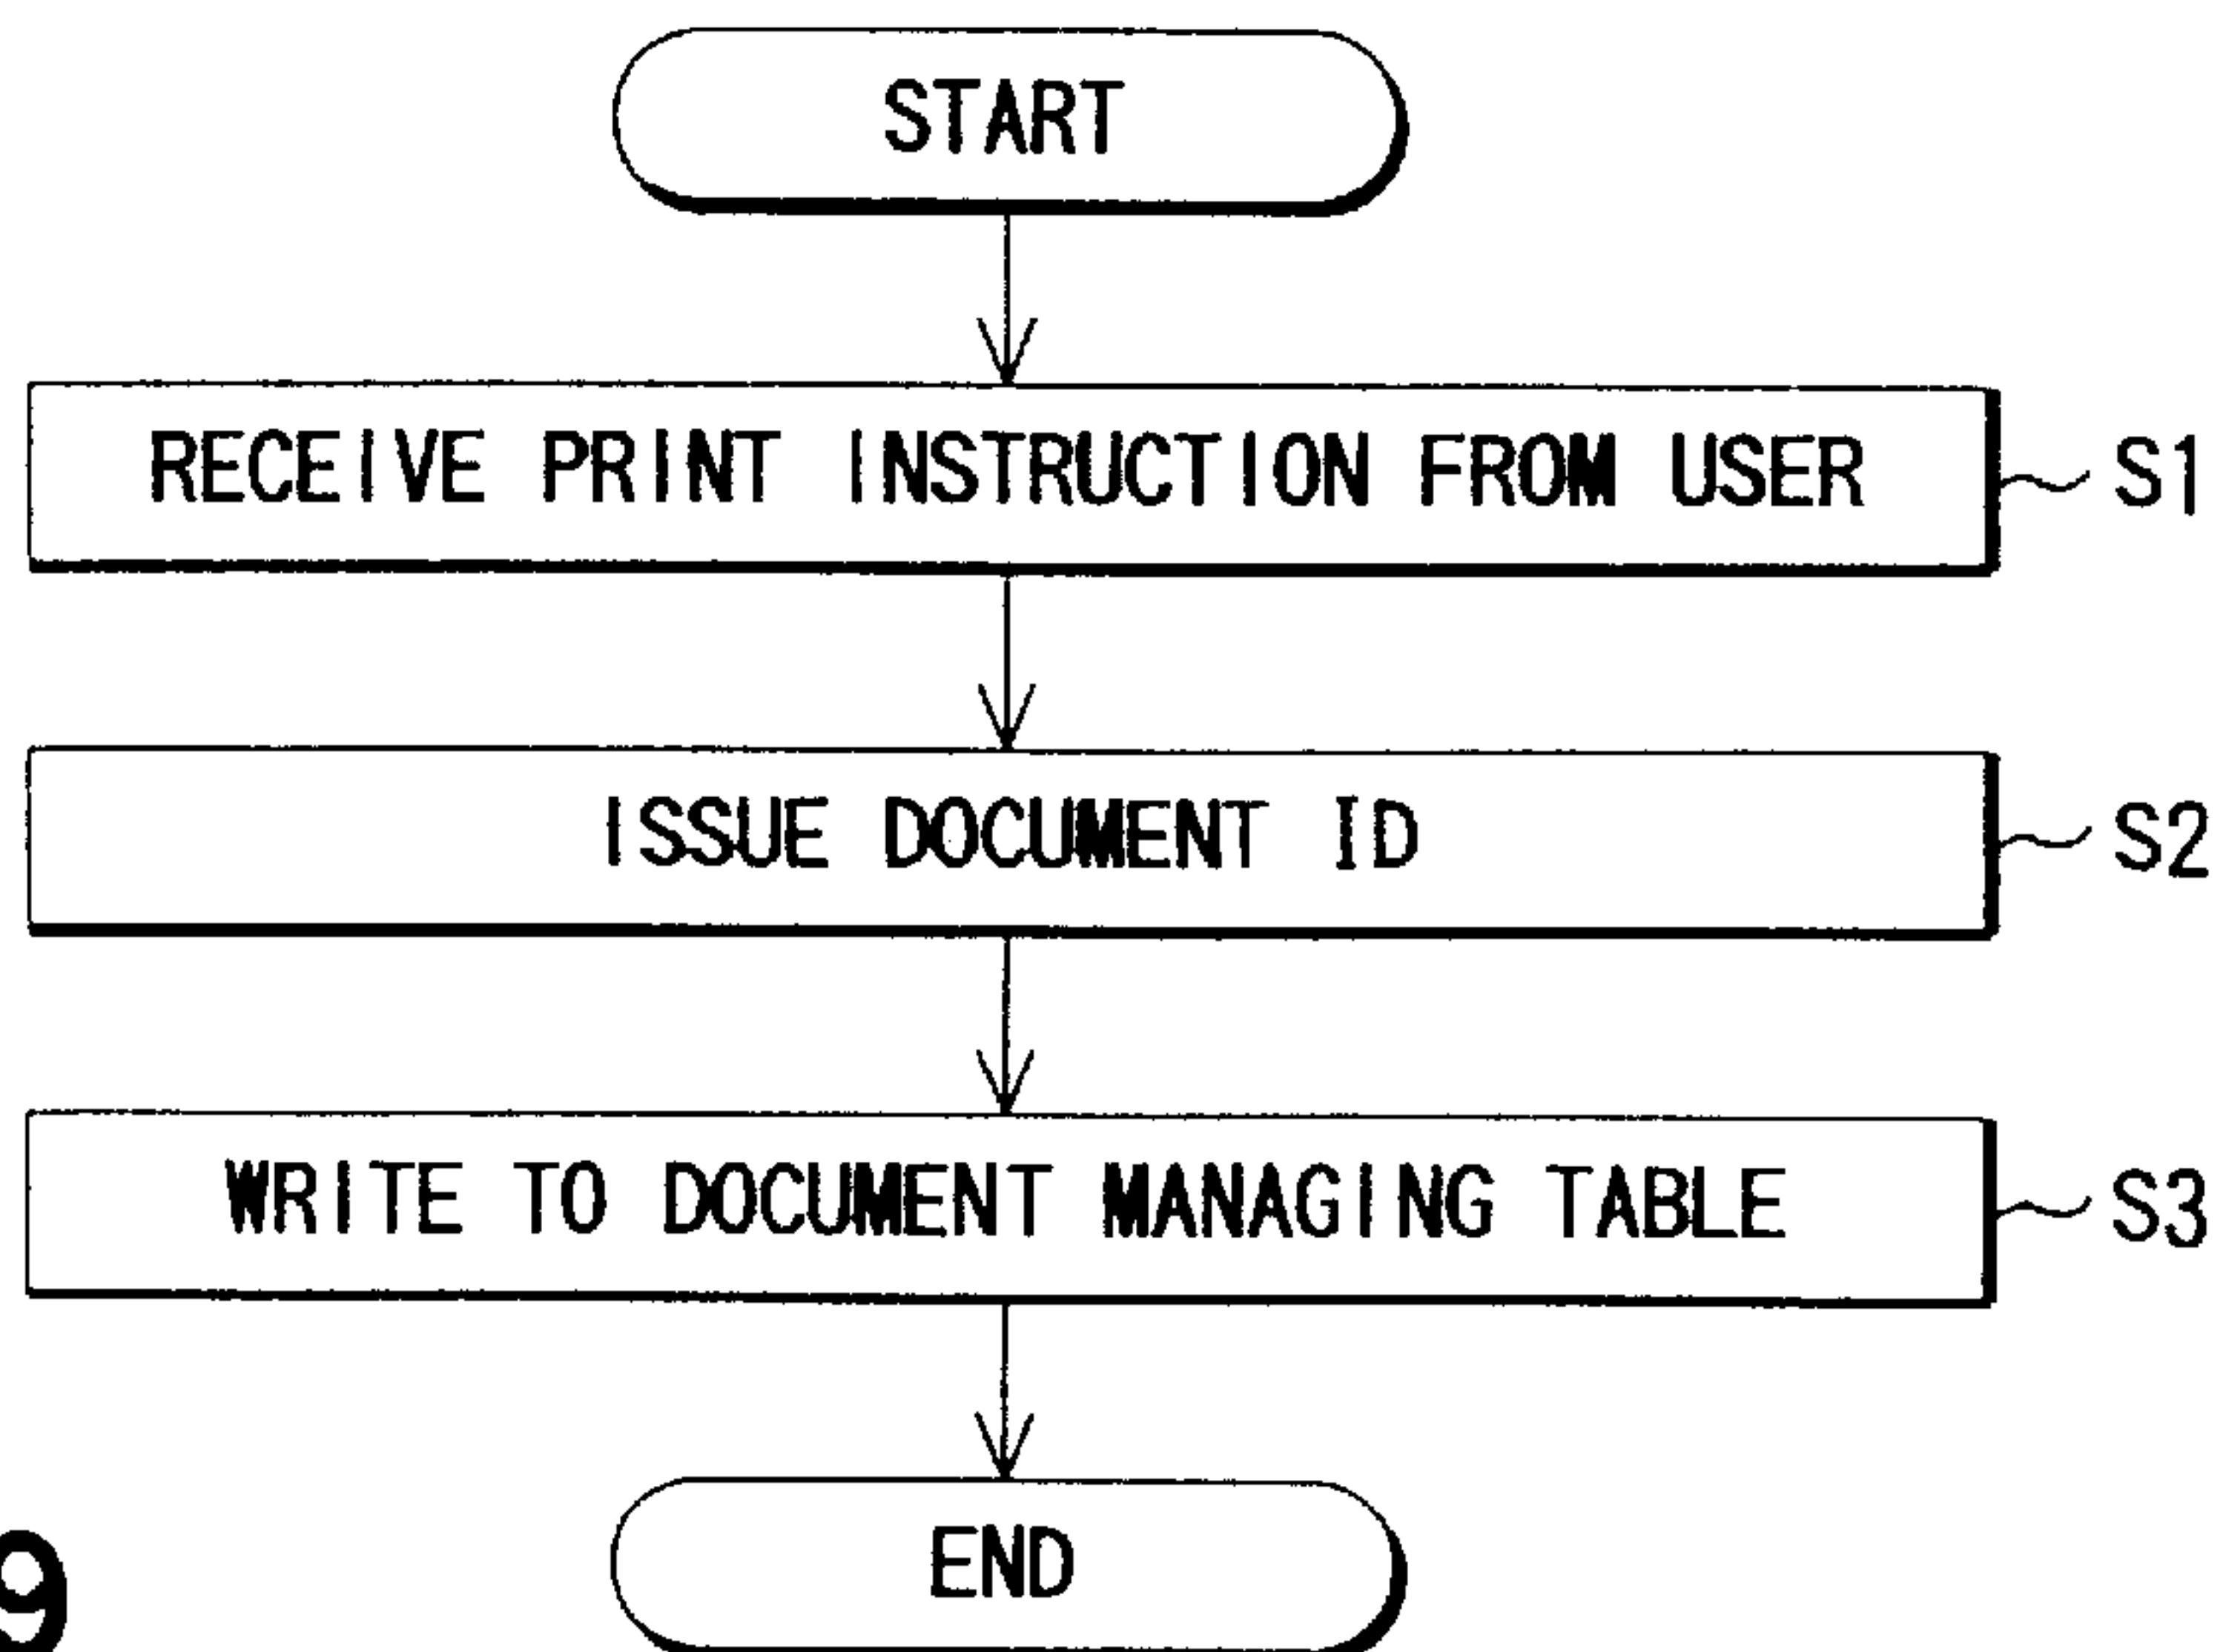 START
RECEIVE PRINT INSTRUCTION FROM USER
S1
ISSUE DOCUMENT ID
S2
WRITE TO DOCUMENT MANAGING TABLE
S3
END
9